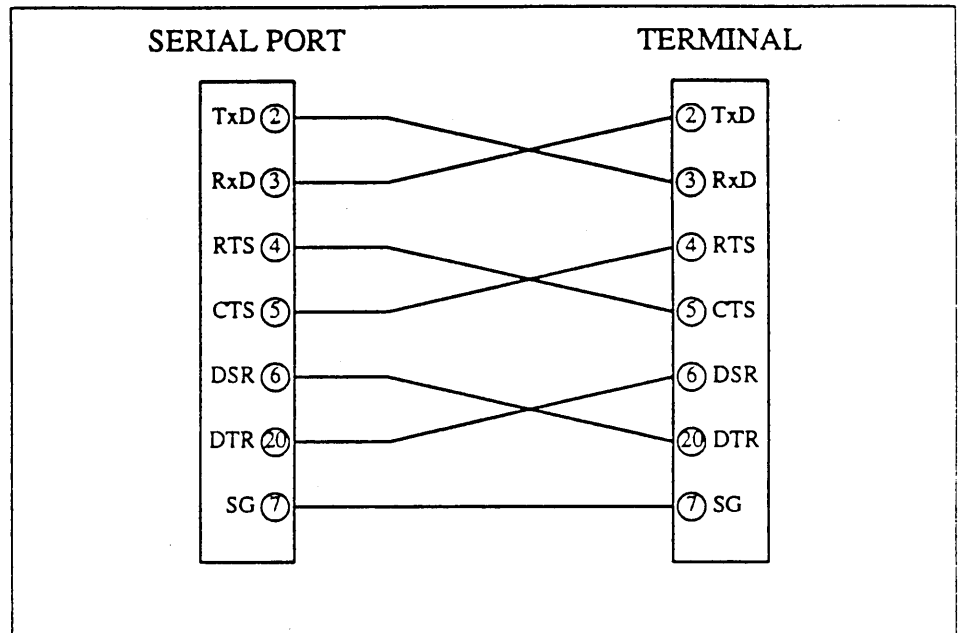 SERIAL PORT TERMINAL
TxD 2 2 TxD
RxD 3 3 RxD
RTS 4 4 RTS
CTS 5 5 CTS
DSR 6 6 DSR
DTR 20 20 DTR
SG 7 7 SG